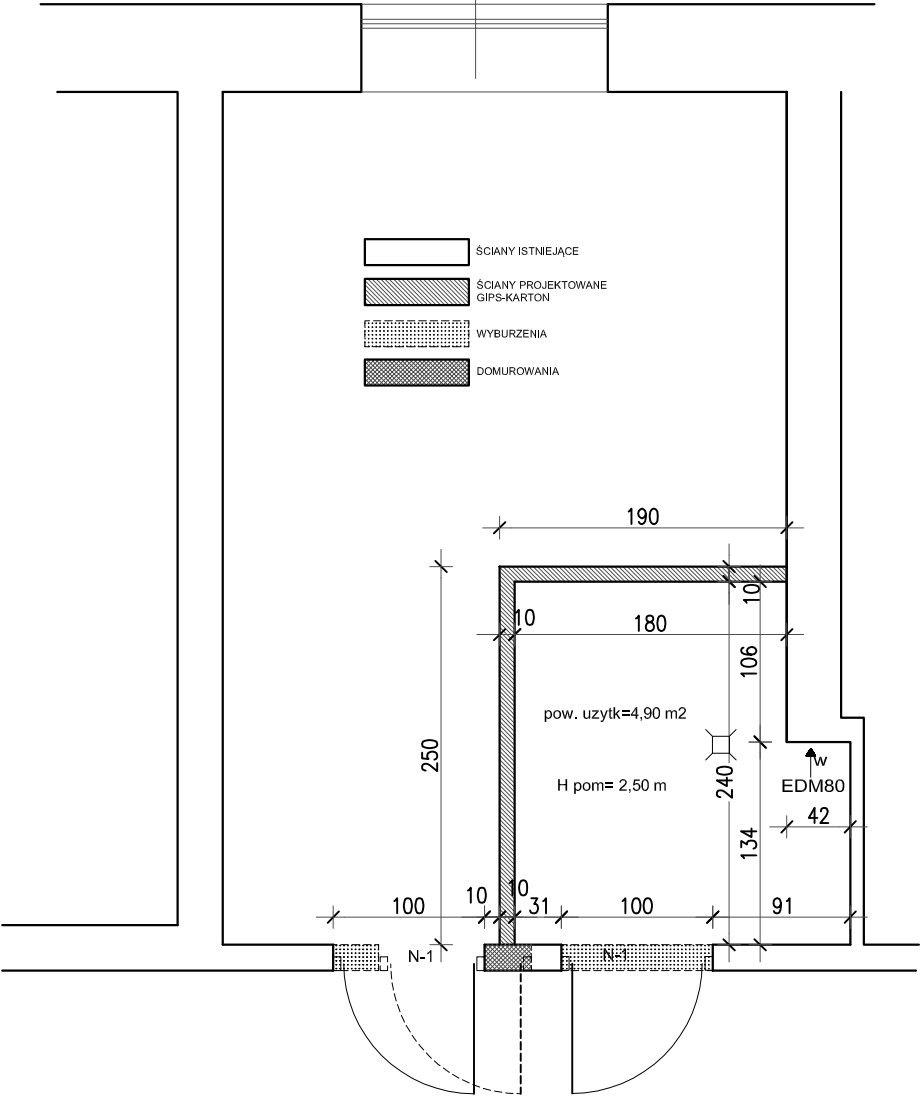 ŚCIANY ISTNIEJĄCE
ŚCIANY PROJEKTOWANE
GIPS-KARTON
WYBURZENIA
DOMUROWANIA
190
10
10
180
106
pow. uzytk=4,90 m2
250
240
w
H pom= 2,50 m
EDM80
42
134
100
10
10
31
100
91
N-1
N-1